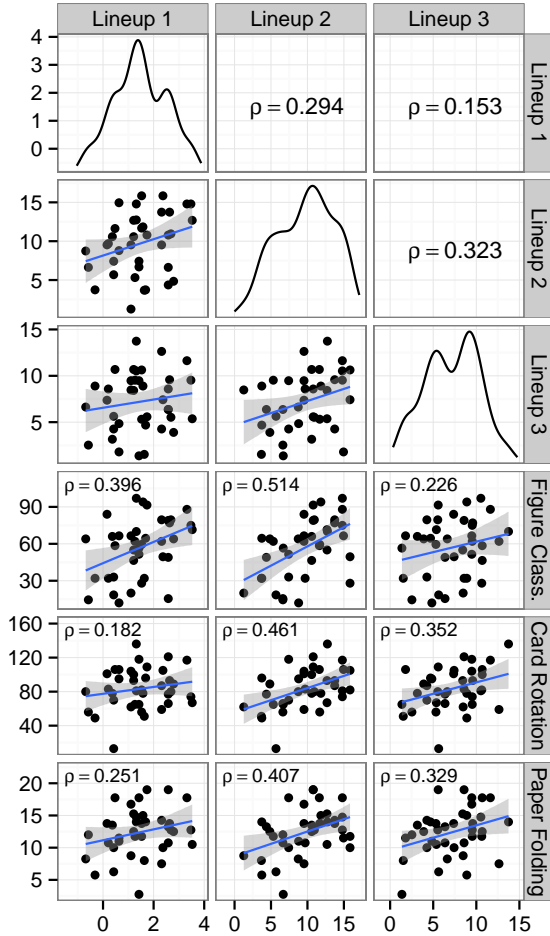 Lineup 1 Lineup 2 Lineup 3
4
3
2
1
0
ρ = 0.294 ρ = 0.153
Lineup 1
15
10
5
ρ = 0.323
Lineup 2
15
10
5
Lineup 3
90
60
30
ρ = 0.396 ρ = 0.514 ρ = 0.226
Figure Class.
160
120
80
40
ρ = 0.182 ρ = 0.461 ρ = 0.352
Card Rotation
20
15
10
5
ρ = 0.251 ρ = 0.407 ρ = 0.329
Paper Folding
0 2 4 0 5 10 15 0 5 10 15